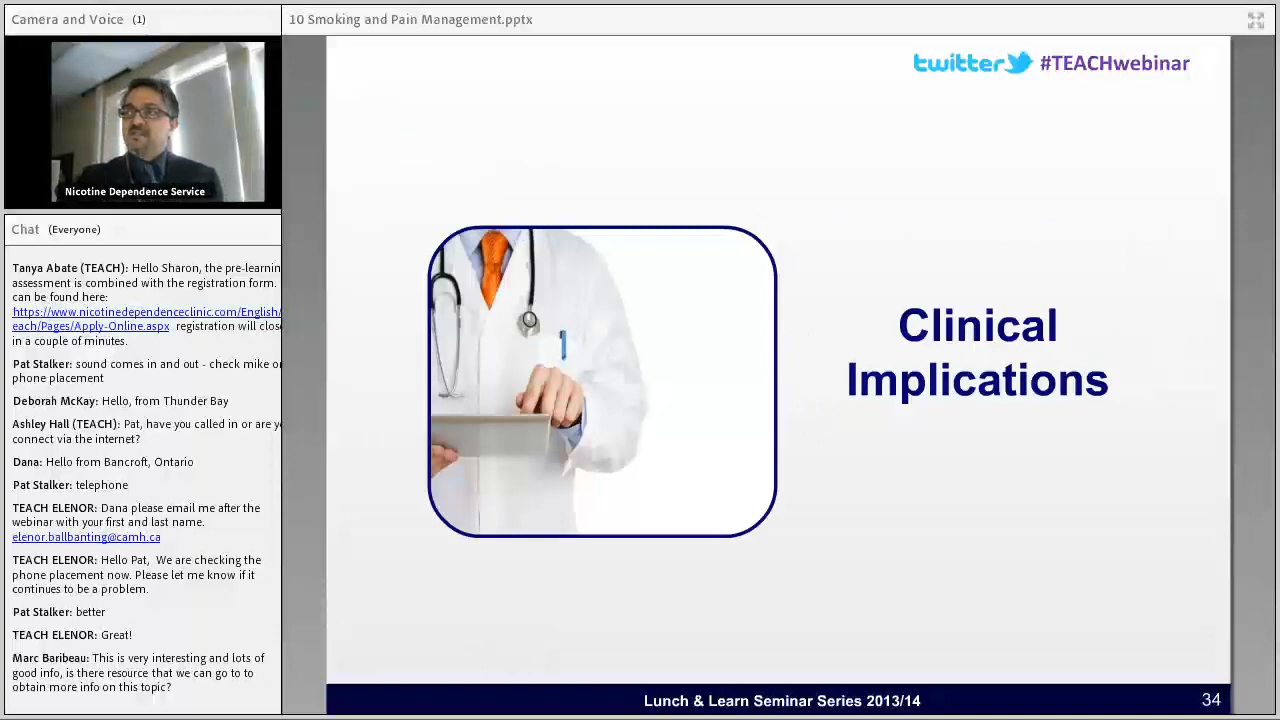 Camera and Voice (1)
10 Smoking and Pain Management.pptx
Nicotine Dependence Service
Chat (Everyone)
Tanya Abate (TEACH): Hello Sharon, the pre-learnin
assessment is combined with the registration form.
can be found here:
https://www.nicotinedependenceclinic.com/English/
each/Pages/Apply-Online.aspx registration will close
in a couple of minutes.
Pat Stalker: sound comes in and out - check mike or
phone placement
Deborah McKay: Hello, from Thunder Bay
Ashley Hall (TEACH): Pat, have you called in or are y
connect via the internet?
Dana: Hello from Bancroft, Ontario
Pat Stalker: telephone
TEACH ELENOR: Dana please email me after the
webinar with your first and last name.
elenor.ballbanting@camh.ca
TEACH ELENOR: Hello Pat, We are checking the
phone placement now. Please let me know if it
continues to be a problem.
Pat Stalker: better
TEACH ELENOR: Great!
Marc Baribeau: This is very interesting and lots of
good info, is there resource that we can go to to
obtain more info on this topic?
twitter #TEACHwebinar
Clinical
Implications
Lunch & Learn Seminar Series 2013/14
34